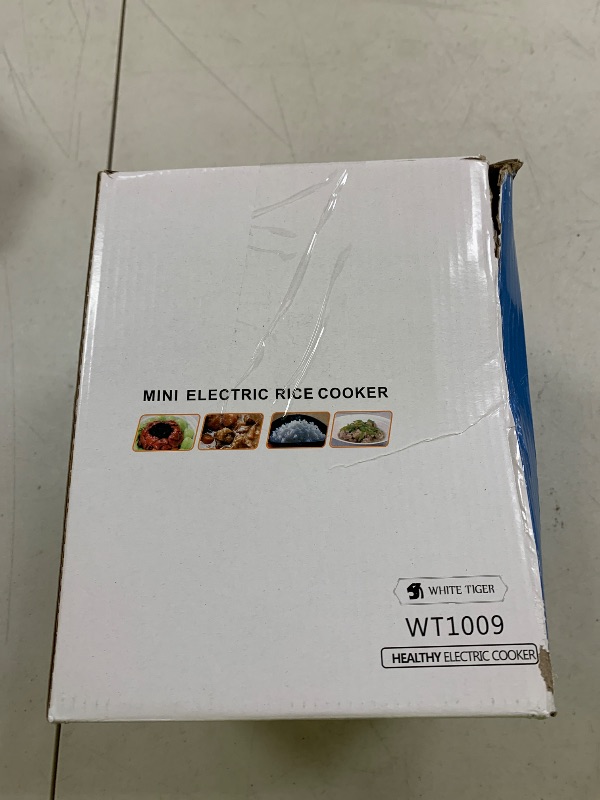 MINI ELECTRIC RICE COOKER
WHITE TIGER
WT1009
HEALTHY ELECTRIC COOKER